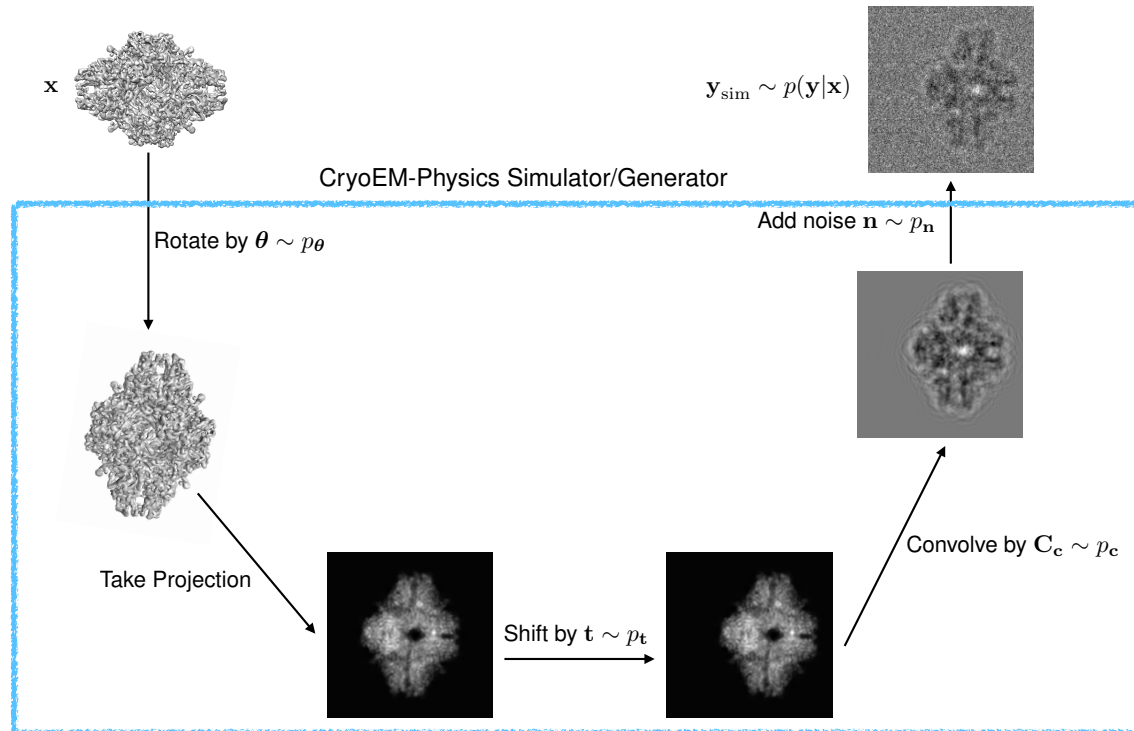 𝐱
𝐲_sim ∼ p(𝐲|𝐱)
CryoEM-Physics Simulator/Generator
Rotate by 𝜽 ∼ p_𝜽
Add noise 𝐧 ∼ p_𝐧
Take Projection
Shift by 𝐭 ∼ p_𝐭
Convolve by 𝐂_𝐜 ∼ p_𝐜